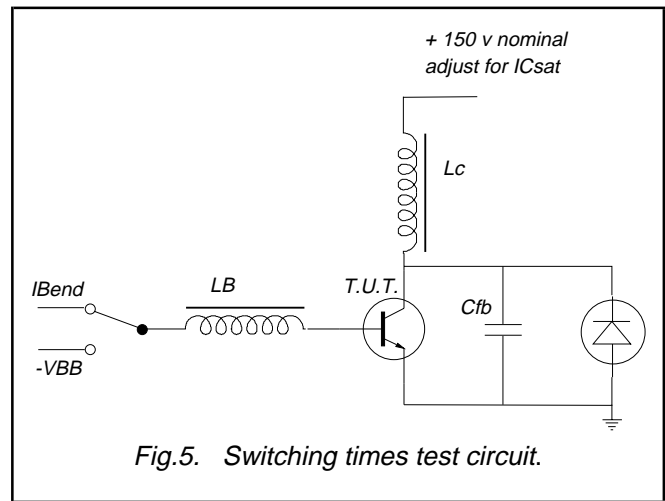 + 150 v nominal
adjust for ICsat
Lc
IBend
LB
T.U.T.
Cfb
-VBB
Fig.5. Switching times test circuit.